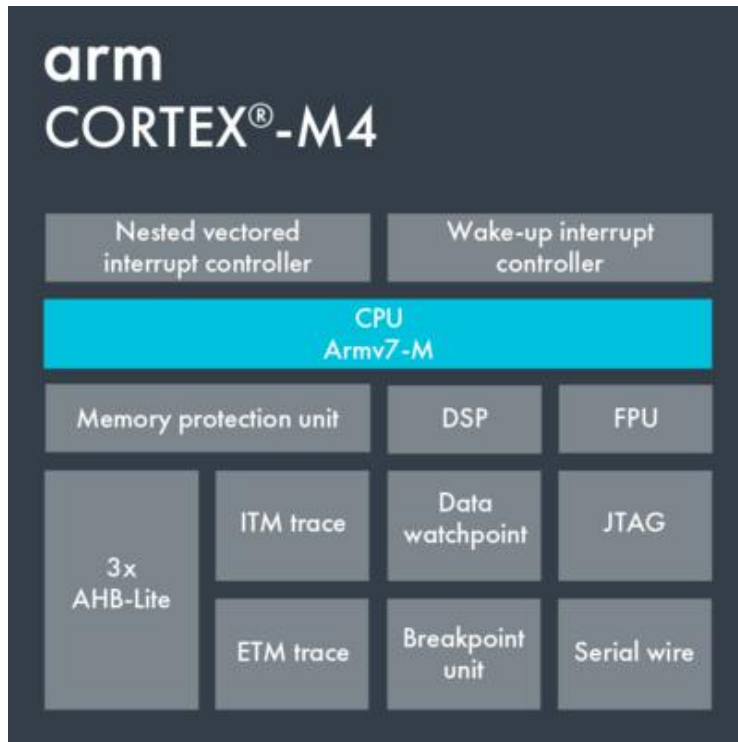 arm
CORTEX®-M4
Nested vectored
interrupt controller
Wake-up interrupt
controller
CPU
Armv7-M
Memory protection unit
DSP
FPU
3x
AHB-Lite
ITM trace
Data
watchpoint
JTAG
ETM trace
Breakpoint
unit
Serial wire